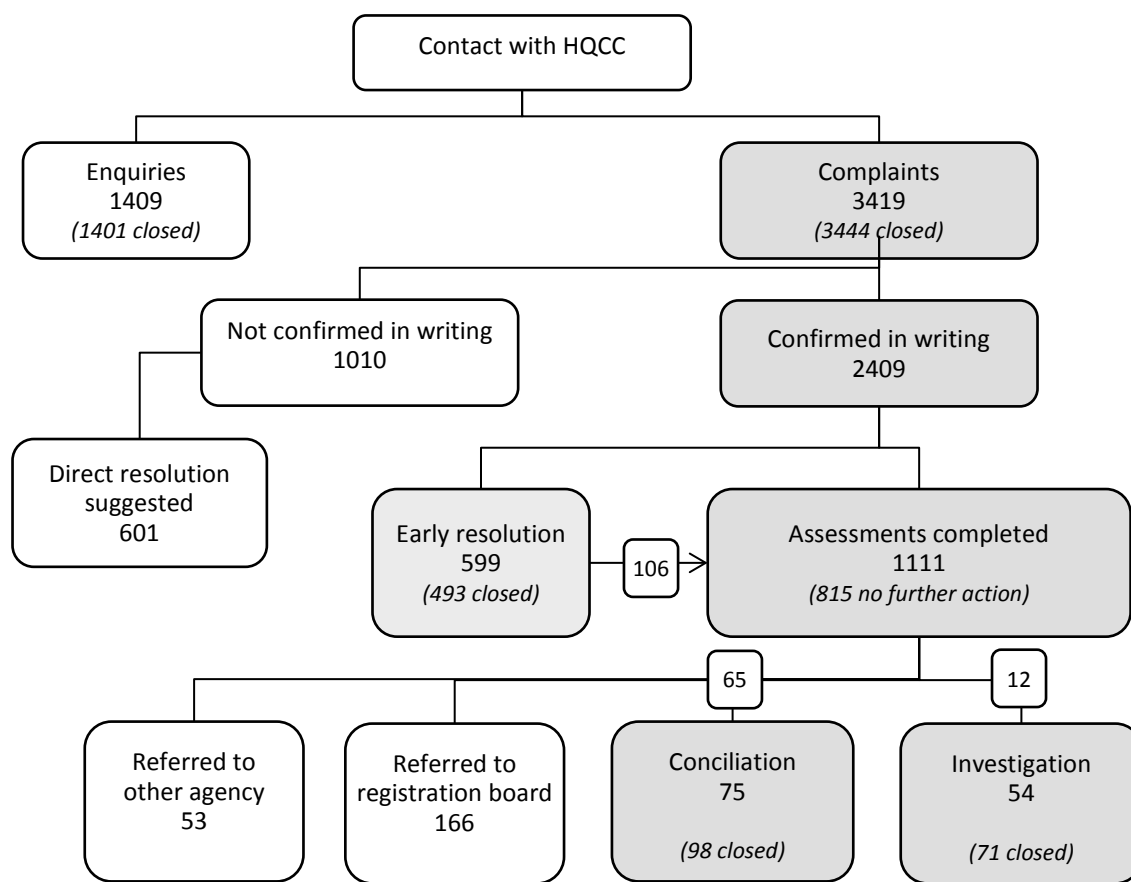 Contact with HQCC
Enquiries
1409
(1401 closed)
Complaints
3419
(3444 closed)
Not confirmed in writing
1010
Confirmed in writing
2409
Direct resolution
suggested
601
Early resolution
599
(493 closed)
106
Assessments completed
1111
(815 no further action)
65
12
Referred to
other agency
53
Referred to
registration board
166
Conciliation
75
(98 closed)
Investigation
54
(71 closed)